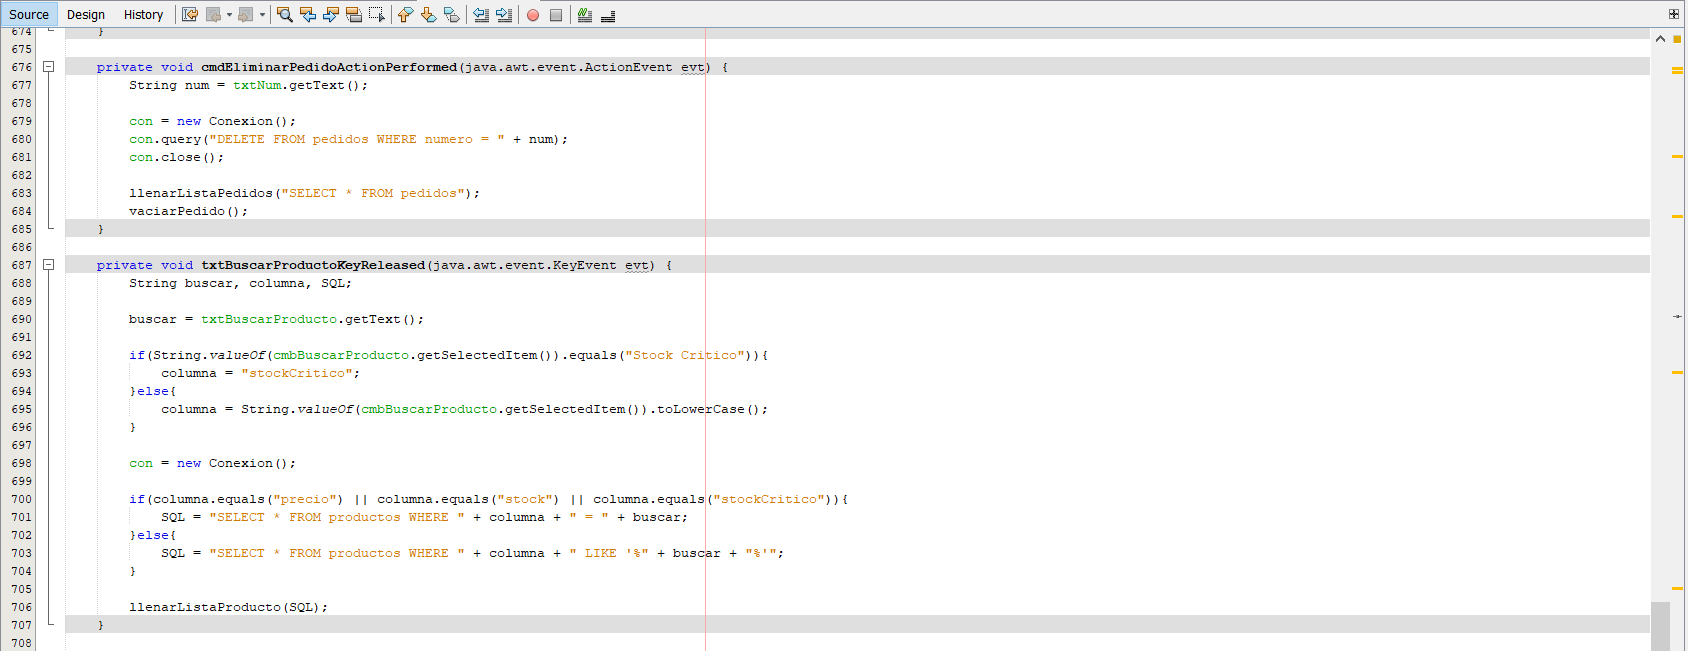 Source Design History
674 }
675
676 private void cmdEliminarPedidoActionPerformed(java.awt.event.ActionEvent evt) {
677 String num = txtNum.getText();
678
679 con = new Conexion();
680 con.query("DELETE FROM pedidos WHERE numero = " + num);
681 con.close();
682
683 llenarListaPedidos("SELECT * FROM pedidos");
684 vaciarPedido();
685 }
686
687 private void txtBuscarProductoKeyReleased(java.awt.event.KeyEvent evt) {
688 String buscar, columna, SQL;
689
690 buscar = txtBuscarProducto.getText();
691
692 if(String.valueOf(cmbBuscarProducto.getSelectedItem()).equals("Stock Critico")){
693 columna = "stockCritico";
694 }else{
695 columna = String.valueOf(cmbBuscarProducto.getSelectedItem()).toLowerCase();
696 }
697
698 con = new Conexion();
699
700 if(columna.equals("precio") || columna.equals("stock") || columna.equals("stockCritico")){
701 SQL = "SELECT * FROM productos WHERE " + columna + " = " + buscar;
702 }else{
703 SQL = "SELECT * FROM productos WHERE " + columna + " LIKE '%" + buscar + "%'";
704 }
705
706 llenarListaProducto(SQL);
707 }
708